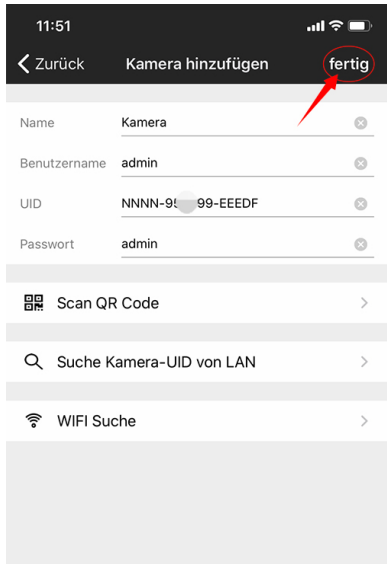 11:51
Zurück Kamera hinzufügen fertig
Name Kamera
Benutzername admin
UID NNNN-95 99-EEEDF
Passwort admin
Scan QR Code
Suche Kamera-UID von LAN
WIFI Suche